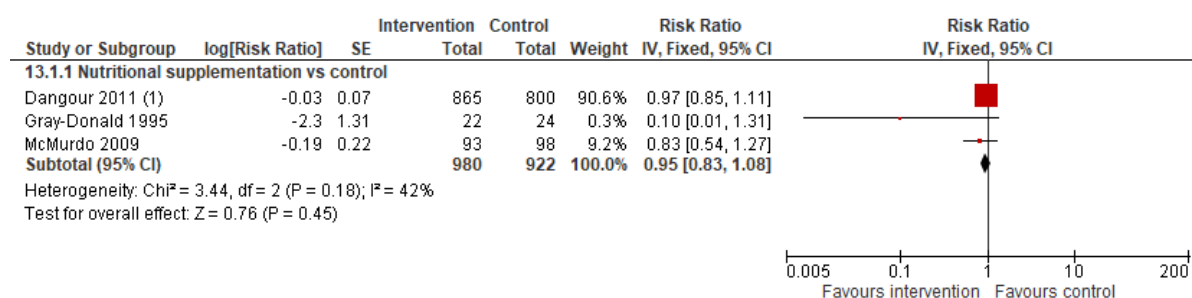 Intervention Control Risk Ratio Risk Ratio
Study or Subgroup log[Risk Ratio] SE Total Total Weight IV, Fixed, 95% CI IV, Fixed, 95% CI
13.1.1 Nutritional supplementation vs control
Dangour 2011 (1) -0.03 0.07 865 800 90.6% 0.97 [0.85, 1.11]
Gray-Donald 1995 -2.3 1.31 22 24 0.3% 0.10 [0.01, 1.31]
McMurdo 2009 -0.19 0.22 93 98 9.2% 0.83 [0.54, 1.27]
Subtotal (95% CI) 980 922 100.0% 0.95 [0.83, 1.08]
Heterogeneity: Chi² = 3.44, df = 2 (P = 0.18); I² = 42%
Test for overall effect: Z = 0.76 (P = 0.45)
0.005 0.1 1 10 200
Favours intervention Favours control